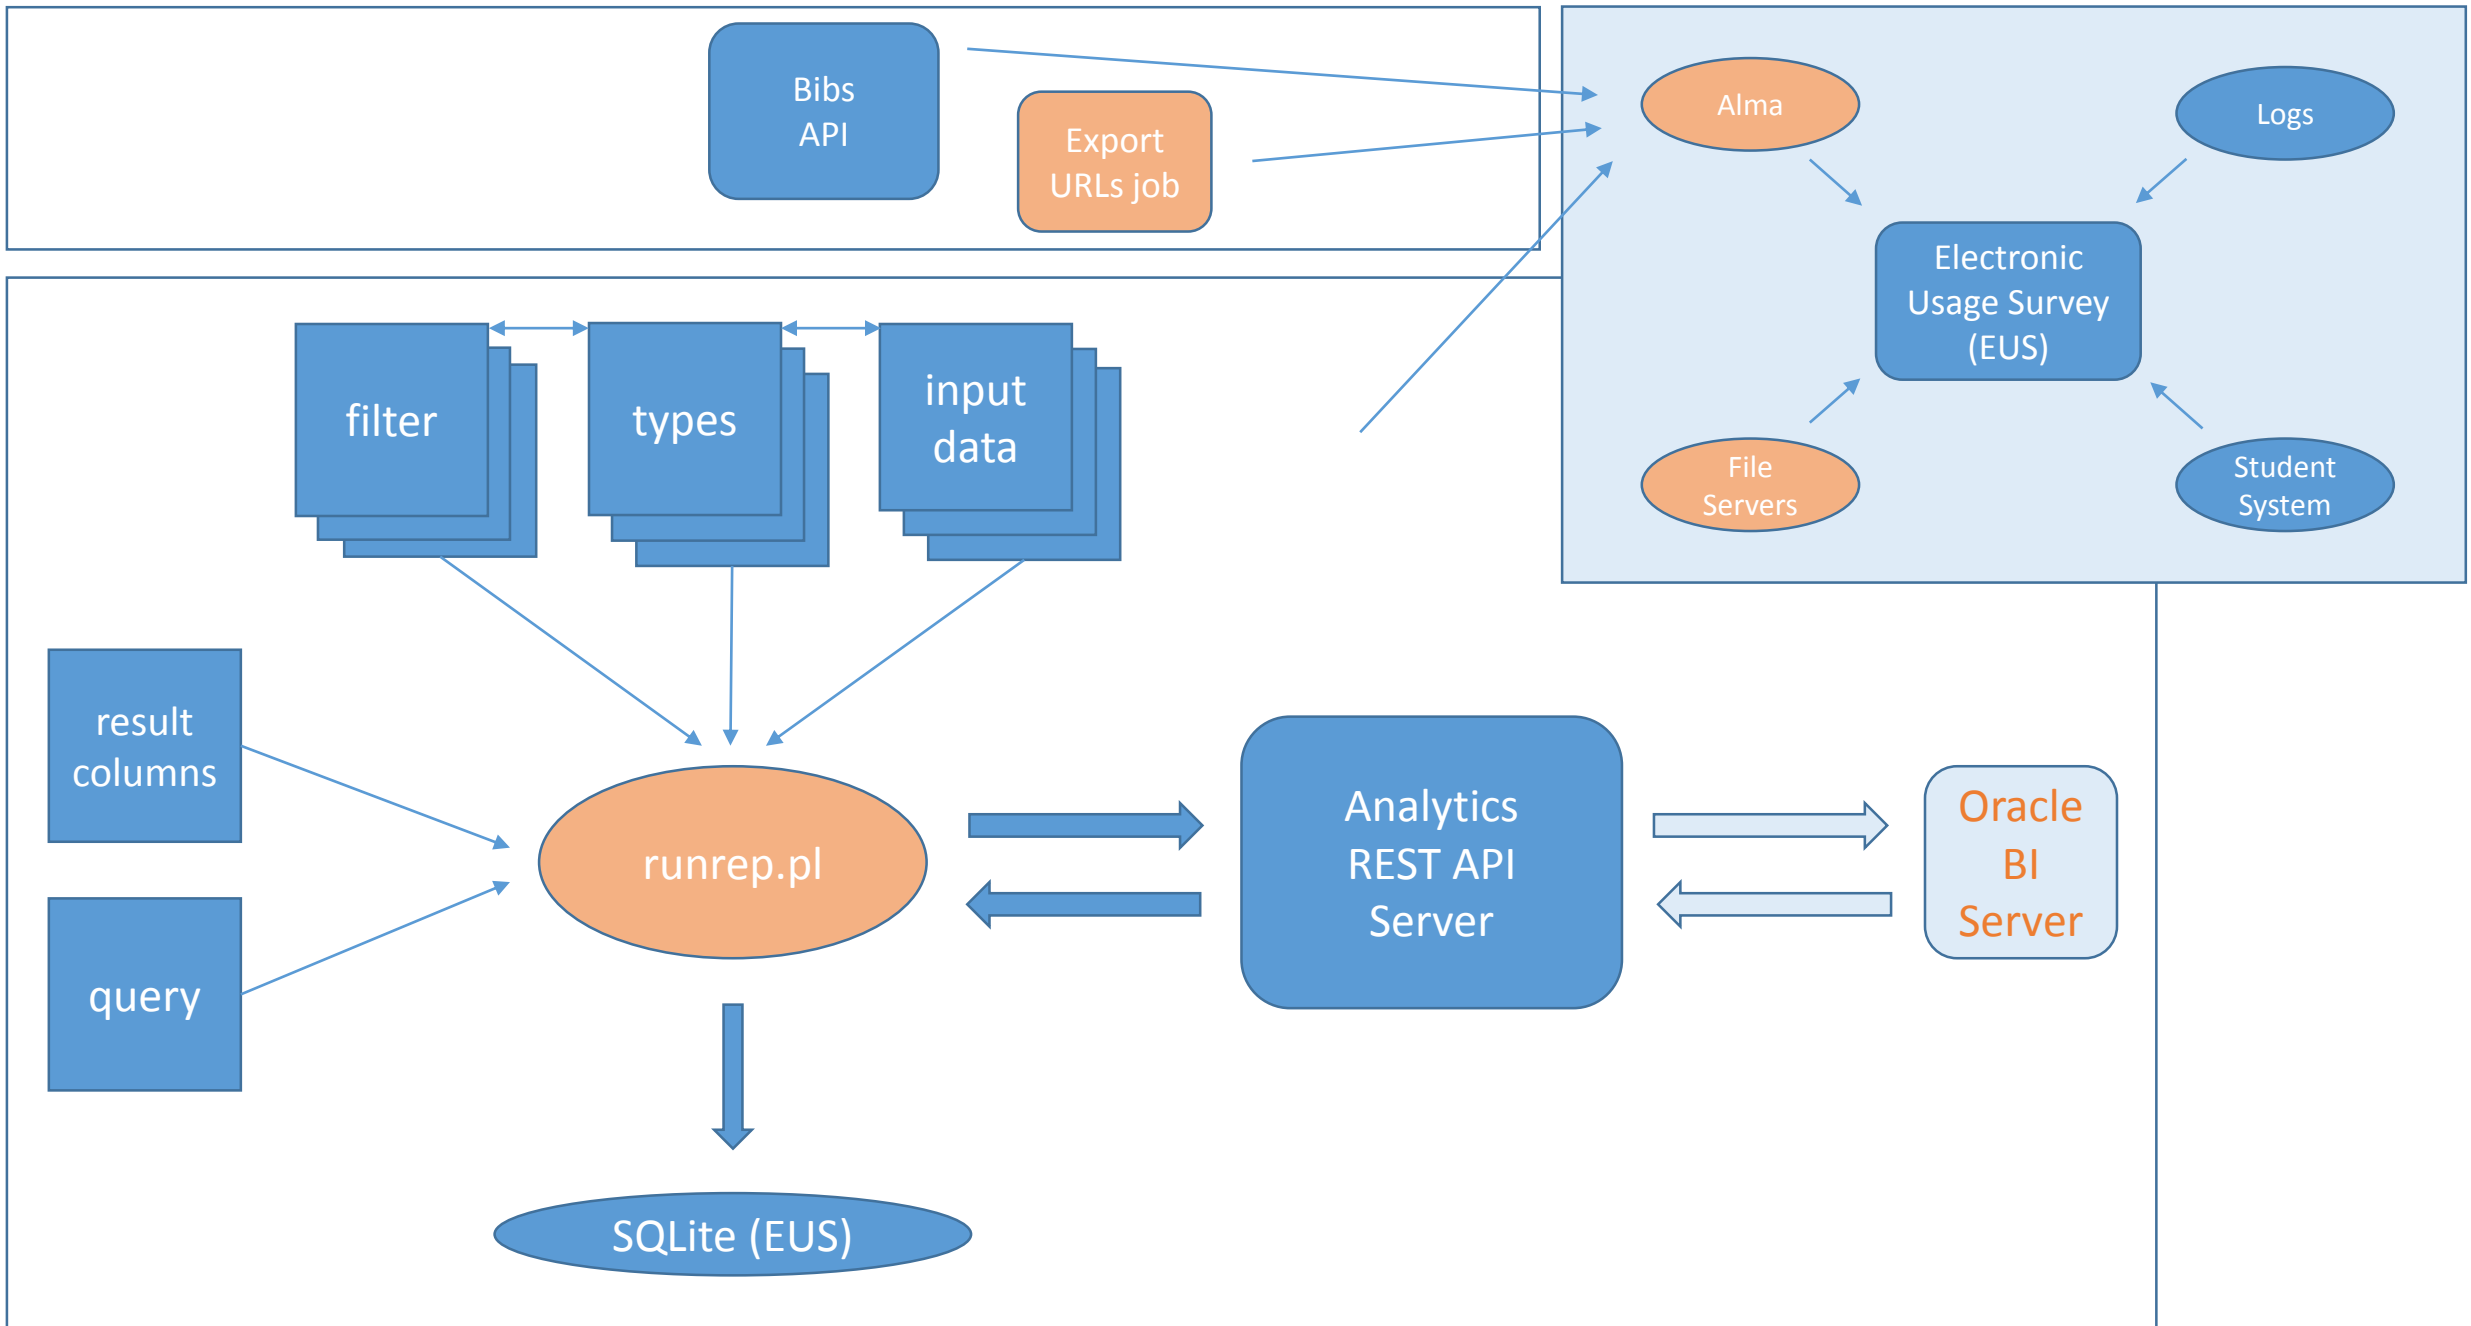 Bibs
API
Export
URLs job
Alma
Logs
Electronic
Usage Survey
(EUS)
File
Servers
Student
System
filter
types
input
data
result
columns
query
runrep.pl
Analytics
REST API
Server
Oracle
BI
Server
SQLite (EUS)